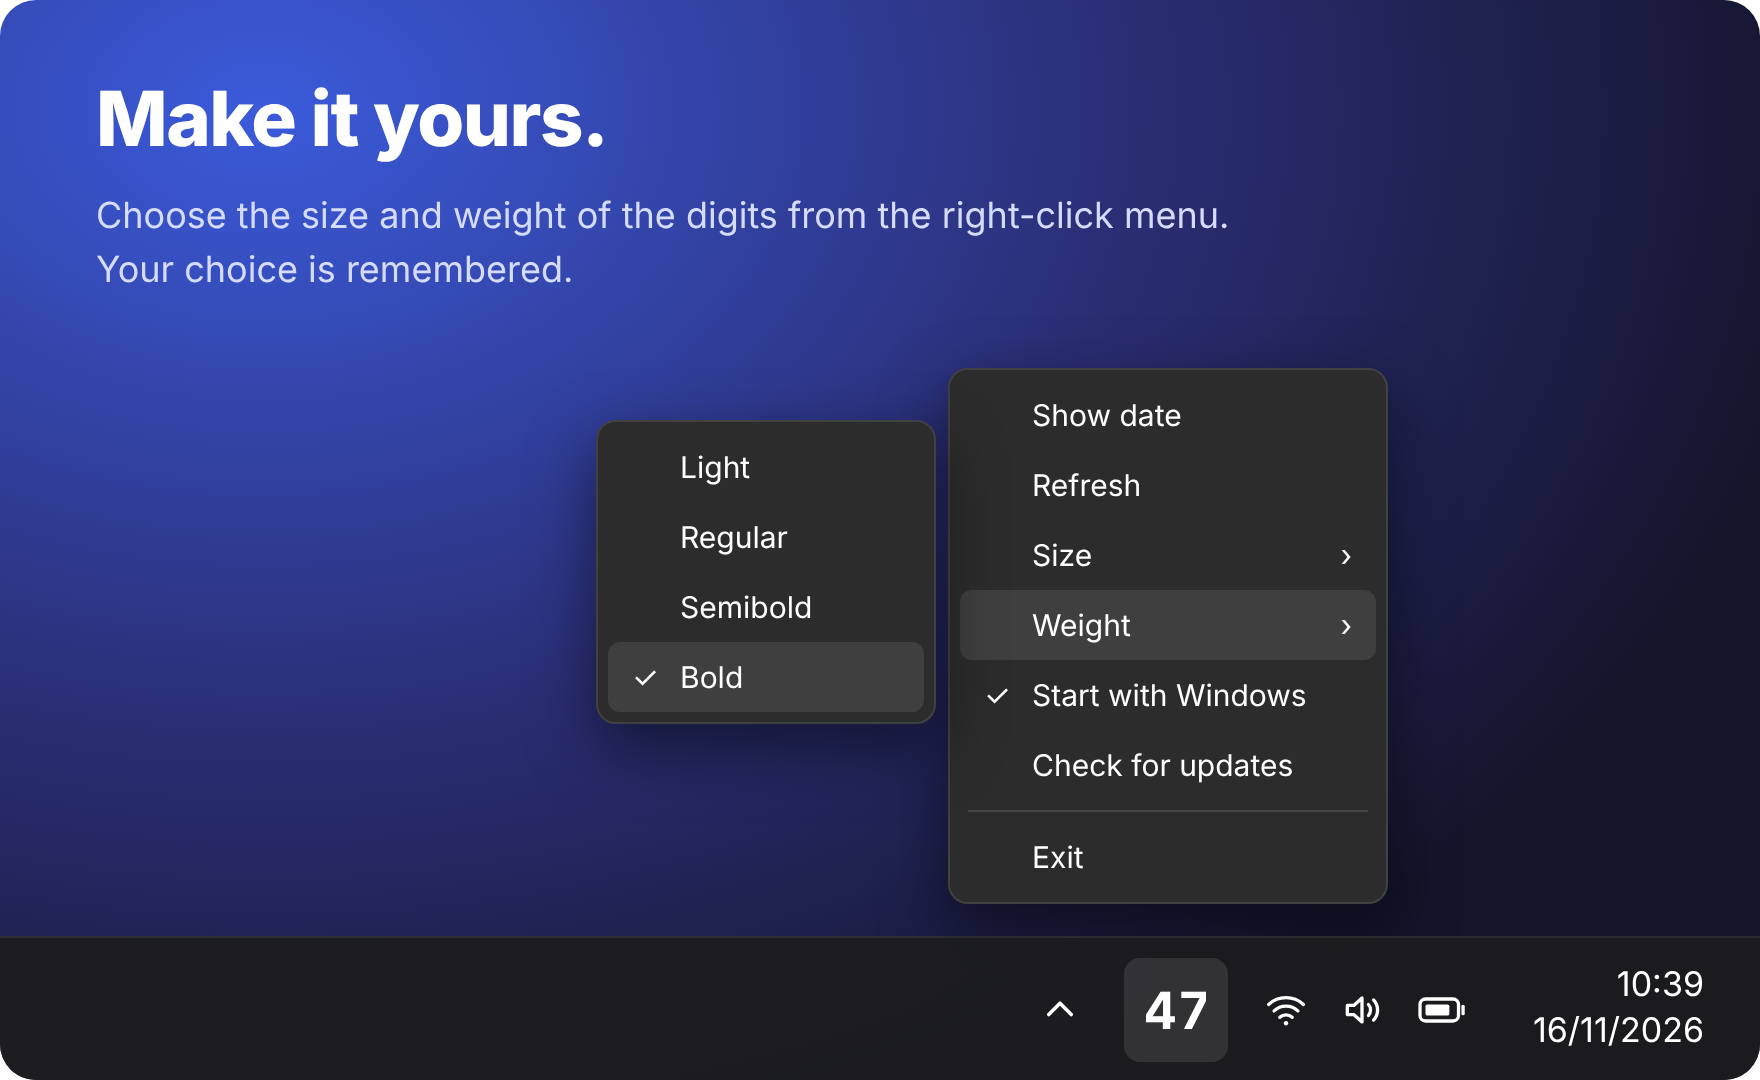 Make it yours.
Choose the size and weight of the digits from the right-click menu.
Your choice is remembered.
Light
Regular
Semibold
Bold
Show date
Refresh
Size
Weight
Start with Windows
Check for updates
Exit
47
10:39
16/11/2026